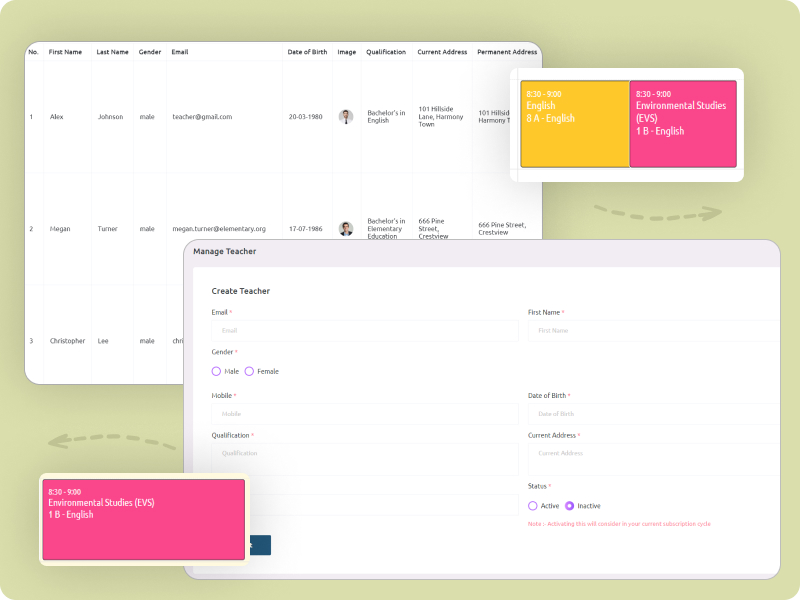 No. First Name Last Name Gender Email Date of Birth Image Qualification Current Address Permanent Address
1 Alex Johnson male teacher@gmail.com 20-03-1980 Bachelor's in English 101 Hillside Lane, Harmony Town 101 Hillside Harmony
8:30 - 9:00
English
8 A - English
8:30 - 9:00
Environmental Studies
(EVS)
1 B - English
2 Megan Turner male megan.turner@elementary.org 17-07-1986 Bachelor's in Elementary Education 666 Pine Street, Crestview 666 Pine Street, Crestview
3 Christopher Lee male chri
Manage Teacher
Create Teacher
Email * First Name *
Email First Name
Gender *
Male Female
Mobile * Date of Birth *
Mobile Date of Birth
Qualification * Current Address *
Qualification Current Address
Status *
Active Inactive
Note :- Activating this will consider in your current subscription cycle
8:30 - 9:00
Environmental Studies (EVS)
1 B - English